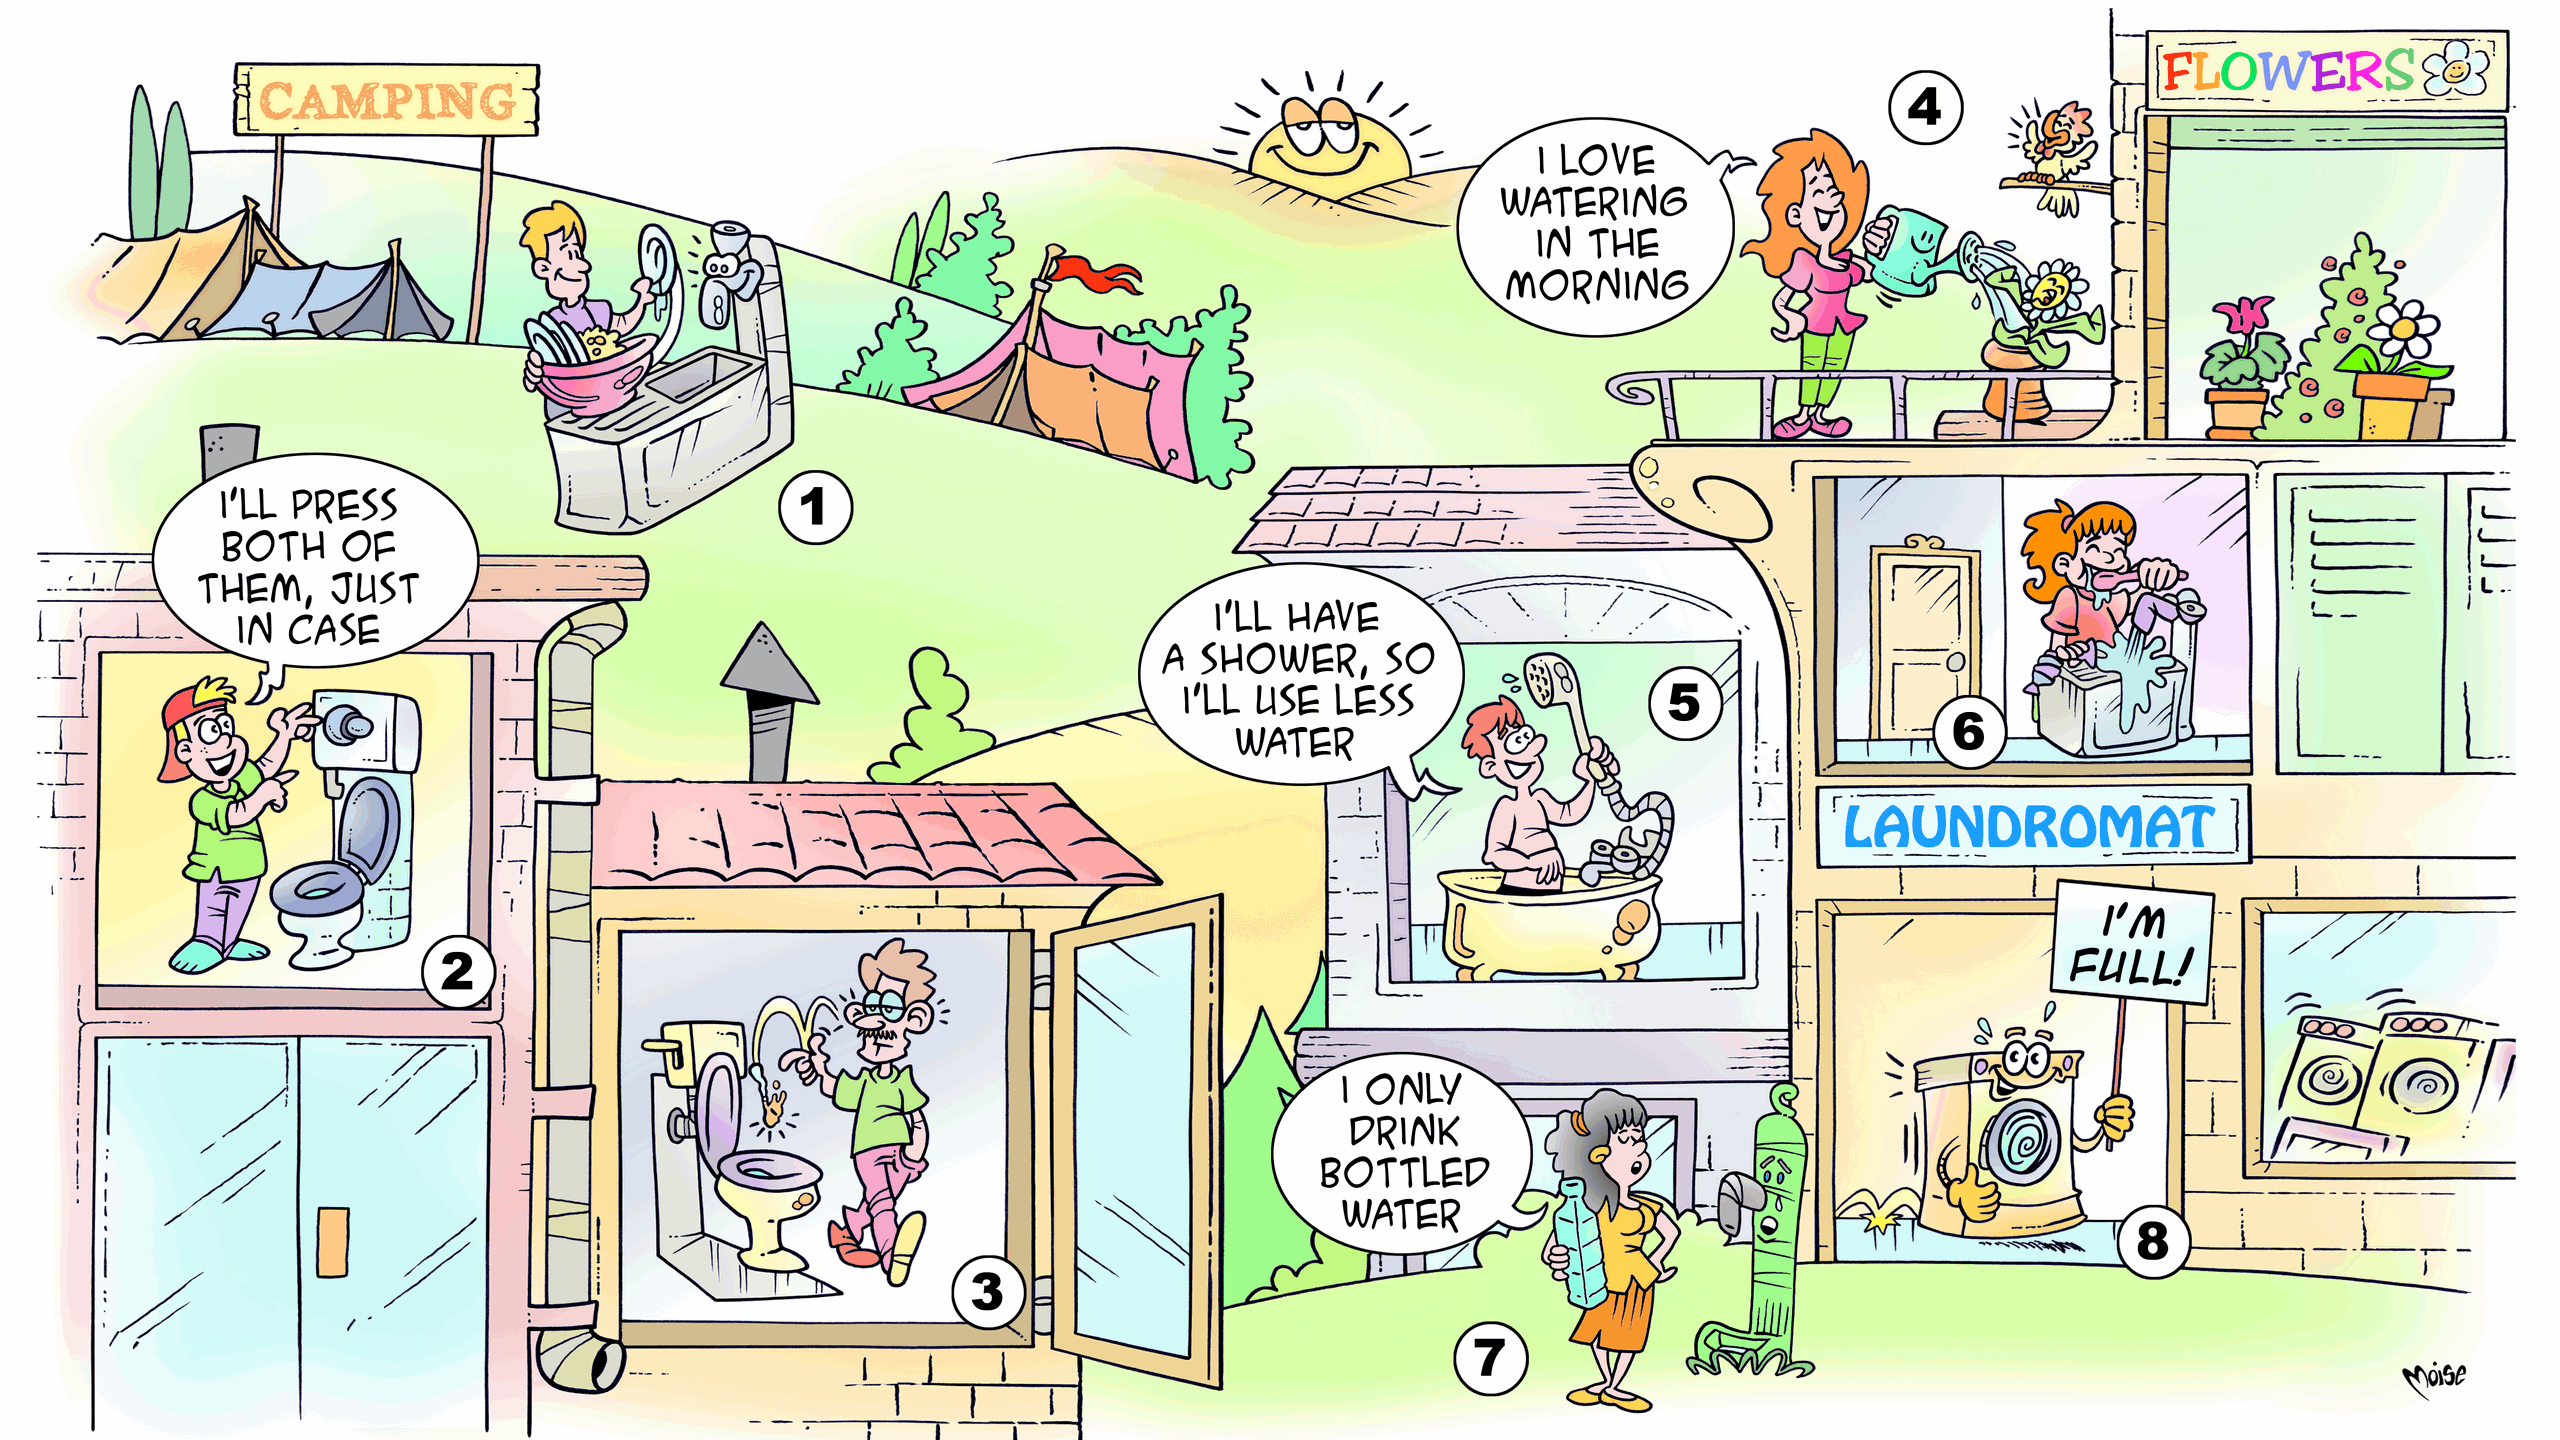 CAMPING
FLOWERS
4
I LOVE
WATERING
IN THE
MORNING
1
I'LL PRESS
BOTH OF
THEM, JUST
IN CASE
2
I'LL HAVE
A SHOWER, SO
I'LL USE LESS
WATER
5
6
LAUNDROMAT
I'M
FULL!
8
3
I ONLY
DRINK
BOTTLED
WATER
7
Moise